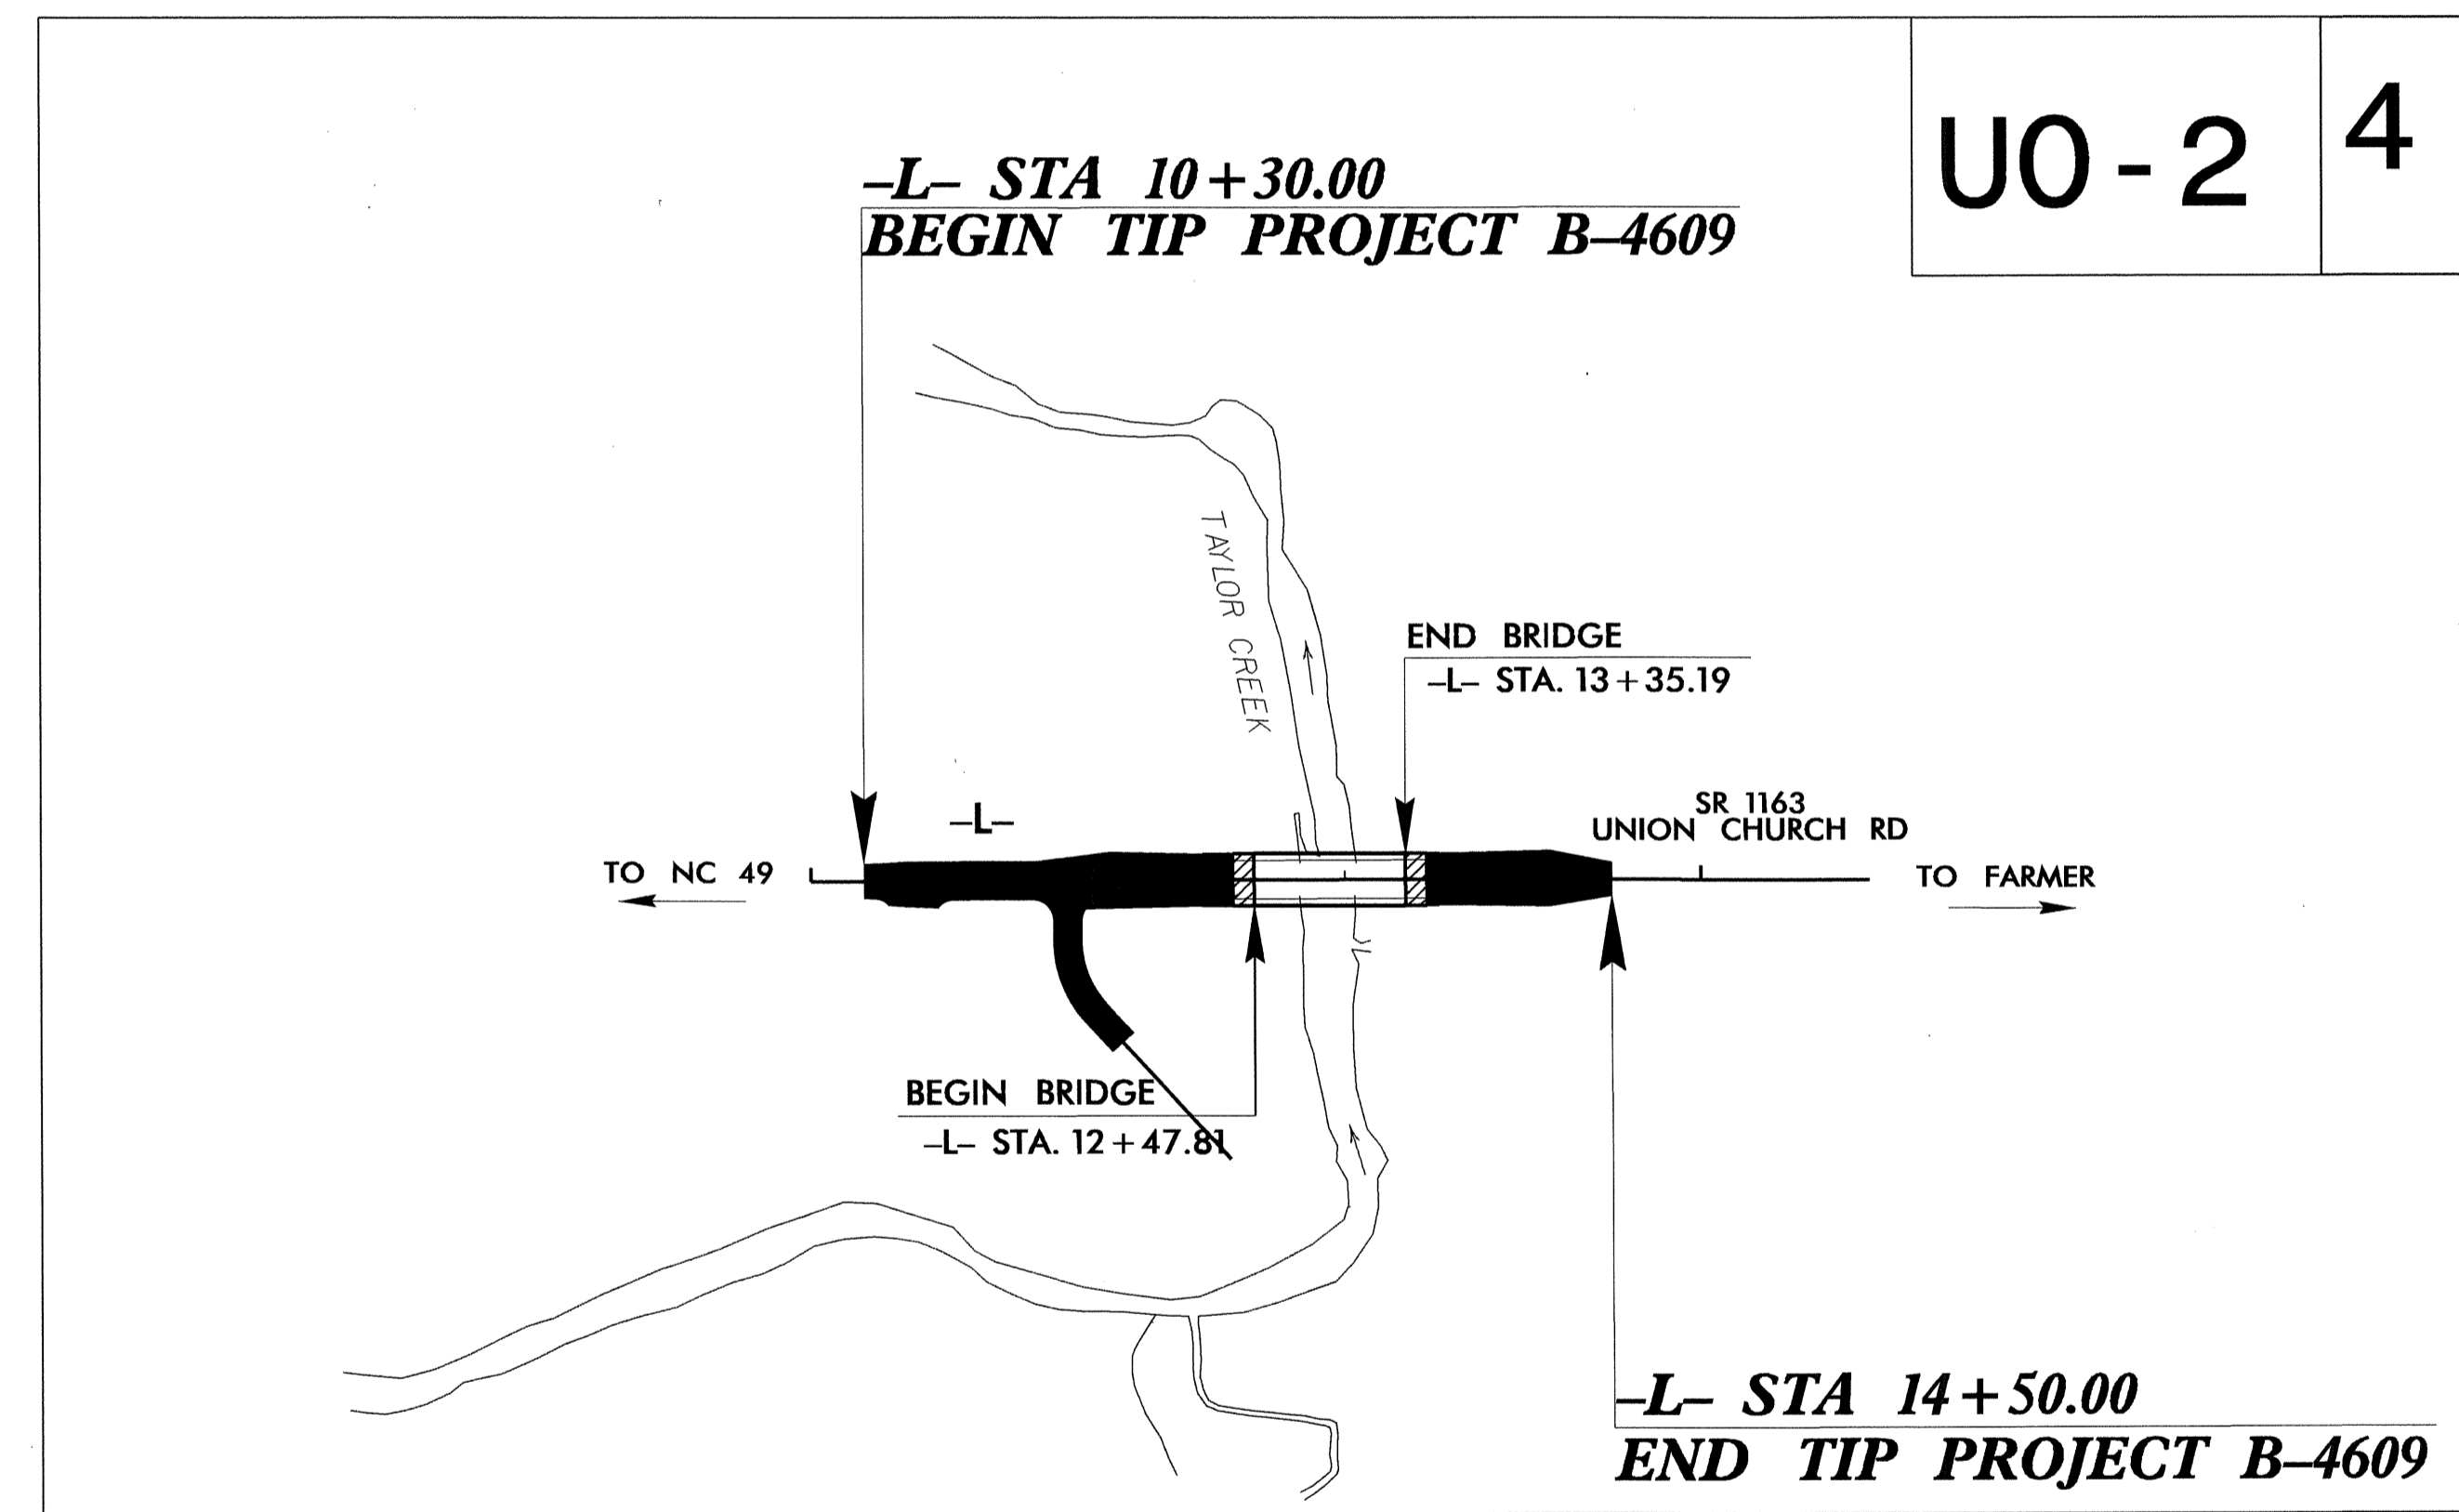 UO-2
4
-L- STA 10+30.00
BEGIN TIP PROJECT B-4609
TAYLOR CREEK
END BRIDGE
-L- STA. 13+35.19
-L-
SR 1163
UNION CHURCH RD
TO NC 49
TO FARMER
BEGIN BRIDGE
-L- STA. 12+47.81
-L- STA 14+50.00
END TIP PROJECT B-4609